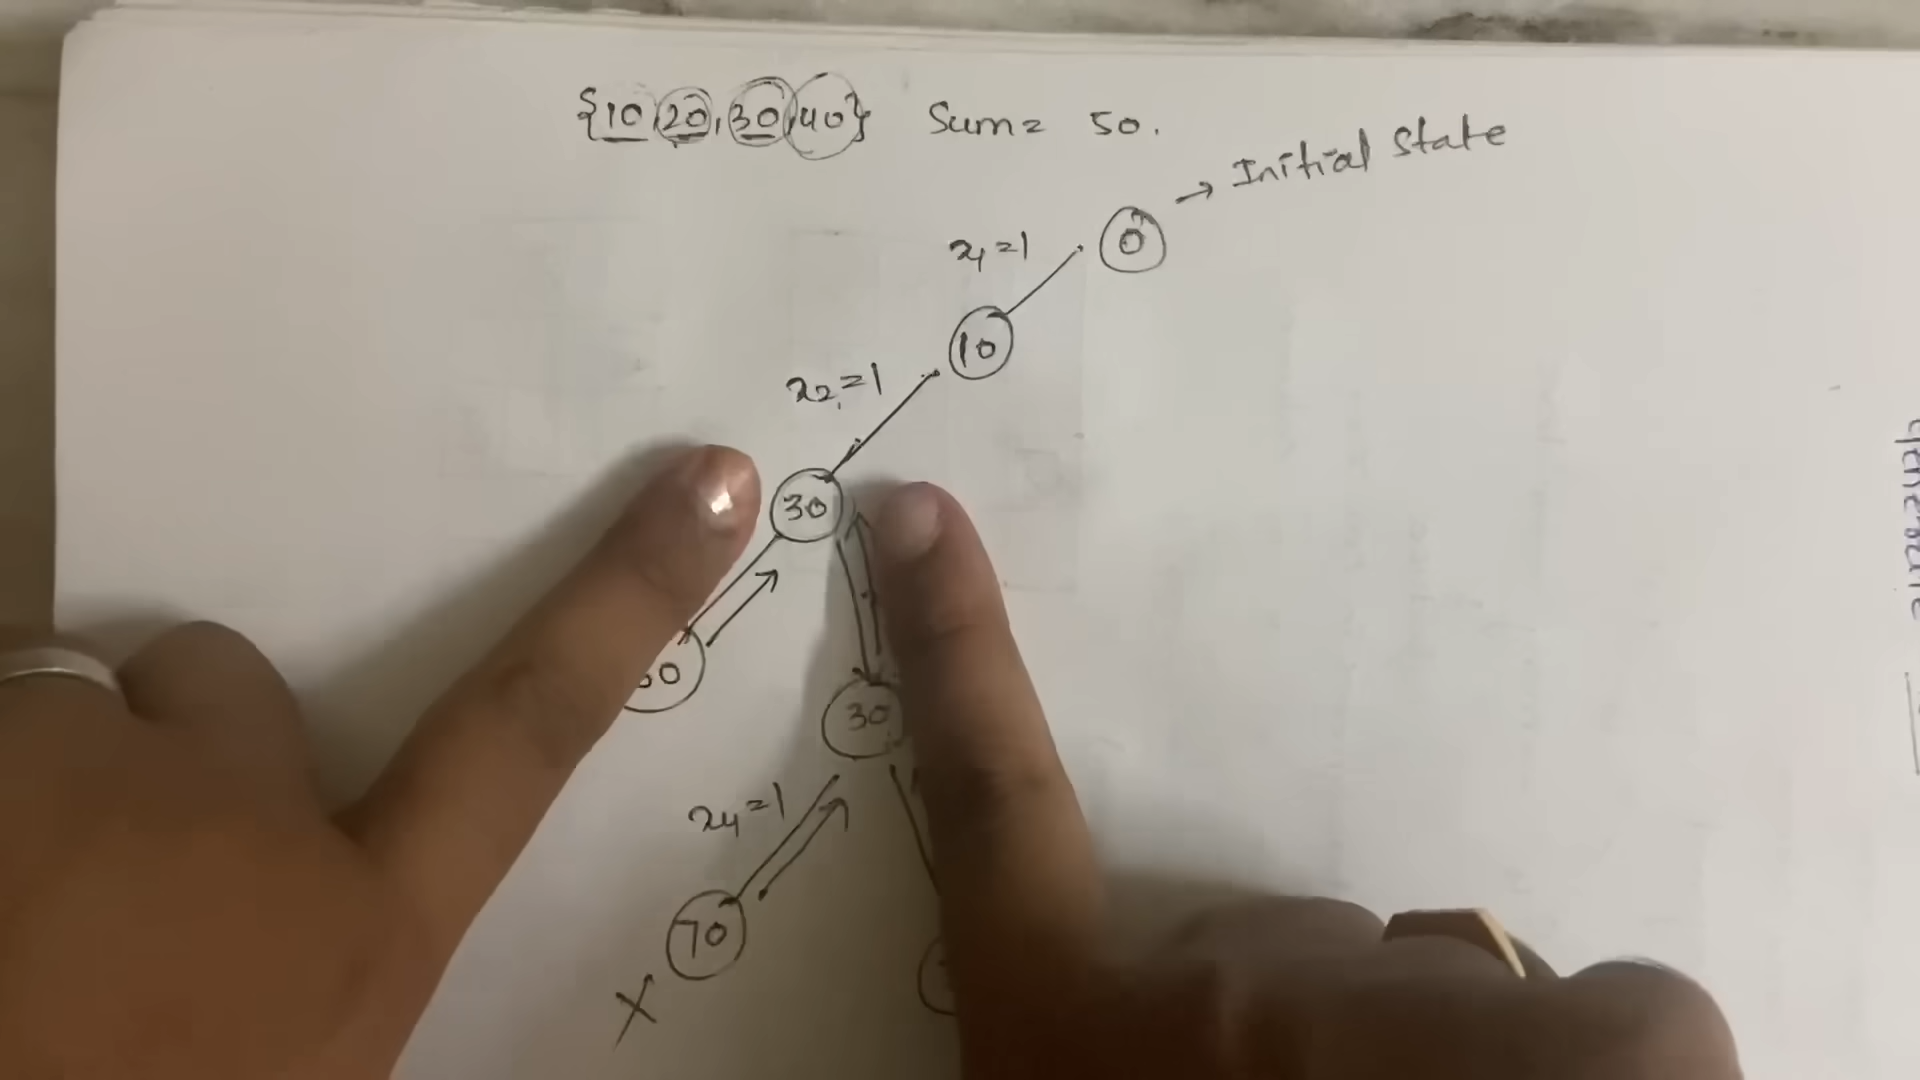 {10,20,30,40} Sum= 50.
→ Initial State
0
x1=1
10
x2=1
30
30
x4=1
70
X